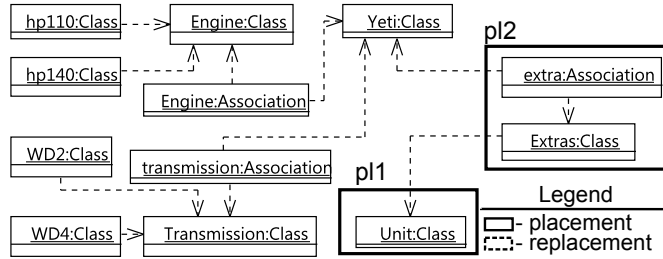 hp110:Class
Engine:Class
Yeti:Class
pl2
hp140:Class
extra:Association
Engine:Association
Extras:Class
WD2:Class
transmission:Association
pl1
Legend
WD4:Class
Transmission:Class
Unit:Class
- placement
- replacement